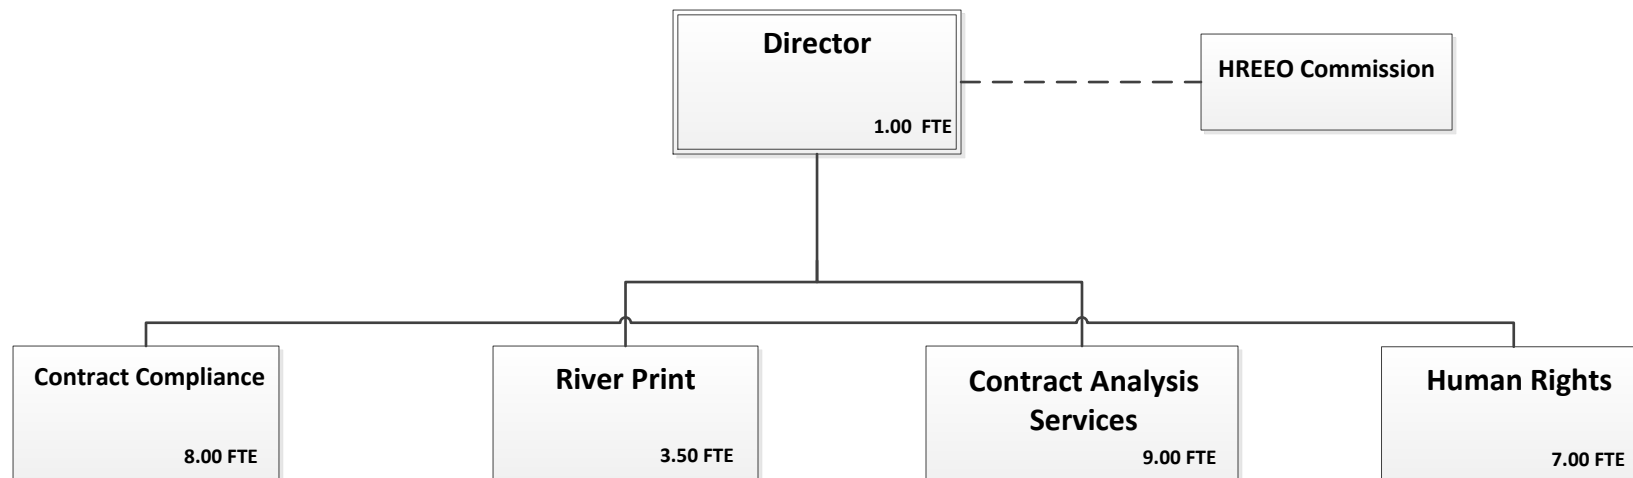 Director
1.00  FTE
HREEO Commission
Contract Compliance
8.00 FTE
River Print
3.50 FTE
Contract Analysis
Services
9.00 FTE
Human Rights
7.00 FTE